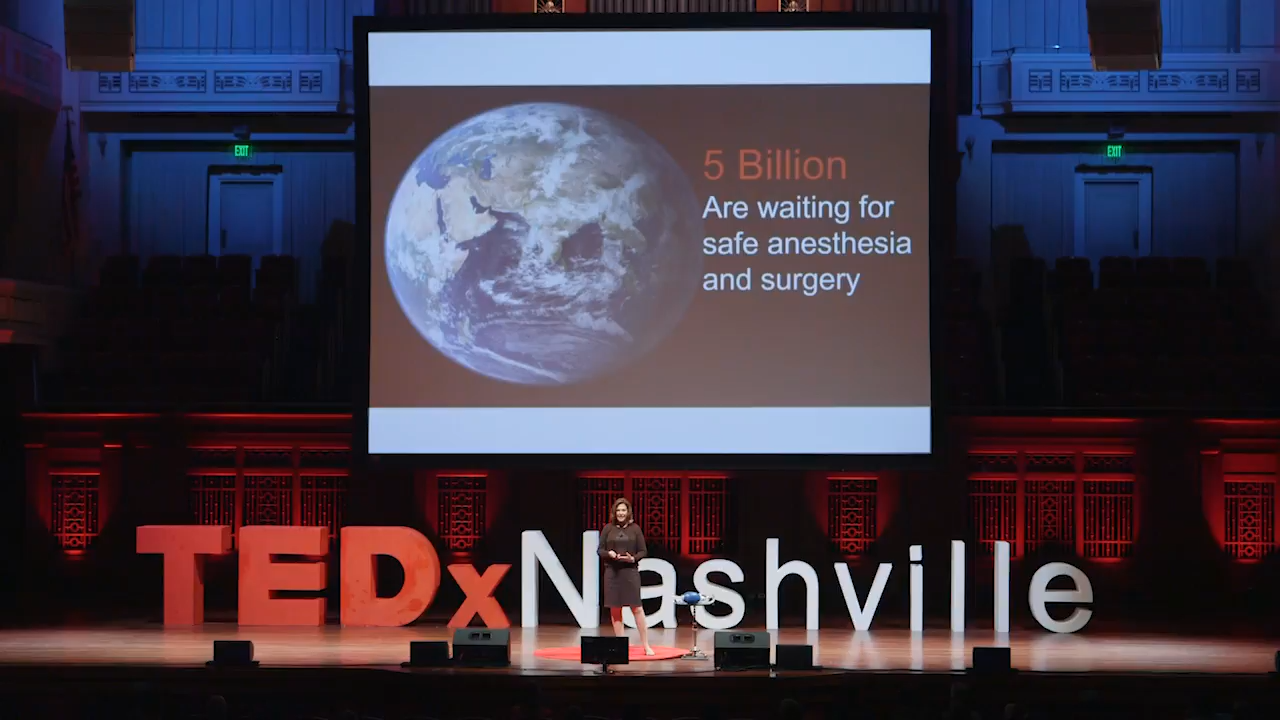 EXIT
EXIT
5 Billion
Are waiting for
safe anesthesia
and surgery
TEDxNashville